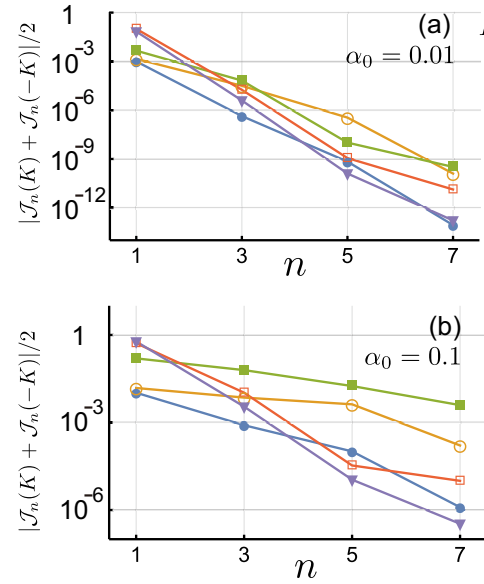 (a)
α₀ = 0.01
|𝒥ₙ(K) + 𝒥ₙ(−K)|/2
1
10⁻³
10⁻⁶
10⁻⁹
10⁻¹²
1 3 5 7
n
(b)
α₀ = 0.1
|𝒥ₙ(K) + 𝒥ₙ(−K)|/2
1
10⁻³
10⁻⁶
1 3 5 7
n